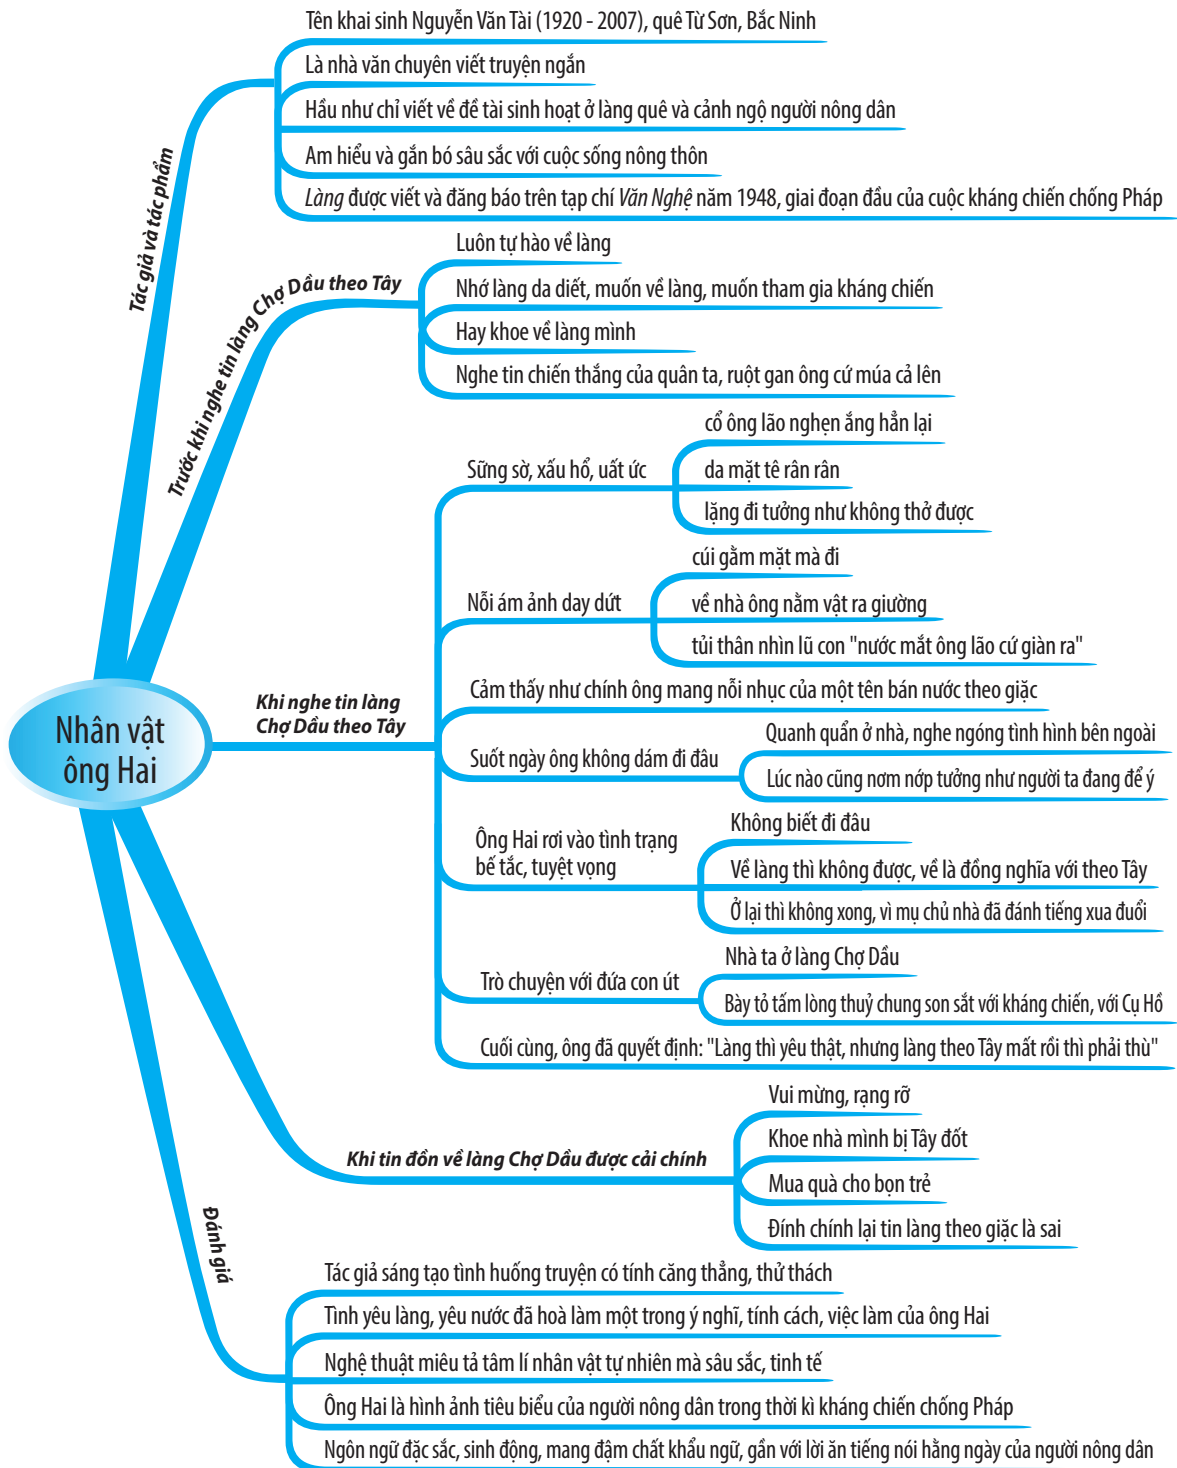 Tên khai sinh Nguyễn Văn Tài (1920 - 2007), quê Từ Sơn, Bắc Ninh
Là nhà văn chuyên viết truyện ngắn
Hầu như chỉ viết về đề tài sinh hoạt ở làng quê và cảnh ngộ người nông dân
Am hiểu và gắn bó sâu sắc với cuộc sống nông thôn
Làng được viết và đăng báo trên tạp chí Văn Nghệ năm 1948, giai đoạn đầu của cuộc kháng chiến chống Pháp
Tác giả và tác phẩm
Luôn tự hào về làng
Nhớ làng da diết, muốn về làng, muốn tham gia kháng chiến
Hay khoe về làng mình
Nghe tin chiến thắng của quân ta, ruột gan ông cứ múa cả lên
Trước khi nghe tin làng Chợ Dầu theo Tây
cổ ông lão nghẹn ắng hẳn lại
Sững sờ, xấu hổ, uất ức
da mặt tê rân rân
lặng đi tưởng như không thở được
cúi gằm mặt mà đi
Nỗi ám ảnh day dứt
về nhà ông nằm vật ra giường
tủi thân nhìn lũ con "nước mắt ông lão cứ giàn ra"
Khi nghe tin làng
Chợ Dầu theo Tây
Cảm thấy như chính ông mang nỗi nhục của một tên bán nước theo giặc
Nhân vật
ông Hai
Quanh quẩn ở nhà, nghe ngóng tình hình bên ngoài
Suốt ngày ông không dám đi đâu
Lúc nào cũng nơm nớp tưởng như người ta đang để ý
Không biết đi đâu
Ông Hai rơi vào tình trạng
bế tắc, tuyệt vọng
Về làng thì không được, về là đồng nghĩa với theo Tây
Ở lại thì không xong, vì mụ chủ nhà đã đánh tiếng xua đuổi
Nhà ta ở làng Chợ Dầu
Trò chuyện với đứa con út
Bày tỏ tấm lòng thuỷ chung son sắt với kháng chiến, với Cụ Hồ
Cuối cùng, ông đã quyết định: "Làng thì yêu thật, nhưng làng theo Tây mất rồi thì phải thù"
Vui mừng, rạng rỡ
Khoe nhà mình bị Tây đốt
Khi tin đồn về làng Chợ Dầu được cải chính
Mua quà cho bọn trẻ
Đính chính lại tin làng theo giặc là sai
Đánh giá
Tác giả sáng tạo tình huống truyện có tính căng thẳng, thử thách
Tình yêu làng, yêu nước đã hoà làm một trong ý nghĩ, tính cách, việc làm của ông Hai
Nghệ thuật miêu tả tâm lí nhân vật tự nhiên mà sâu sắc, tinh tế
Ông Hai là hình ảnh tiêu biểu của người nông dân trong thời kì kháng chiến chống Pháp
Ngôn ngữ đặc sắc, sinh động, mang đậm chất khẩu ngữ, gần với lời ăn tiếng nói hằng ngày của người nông dân